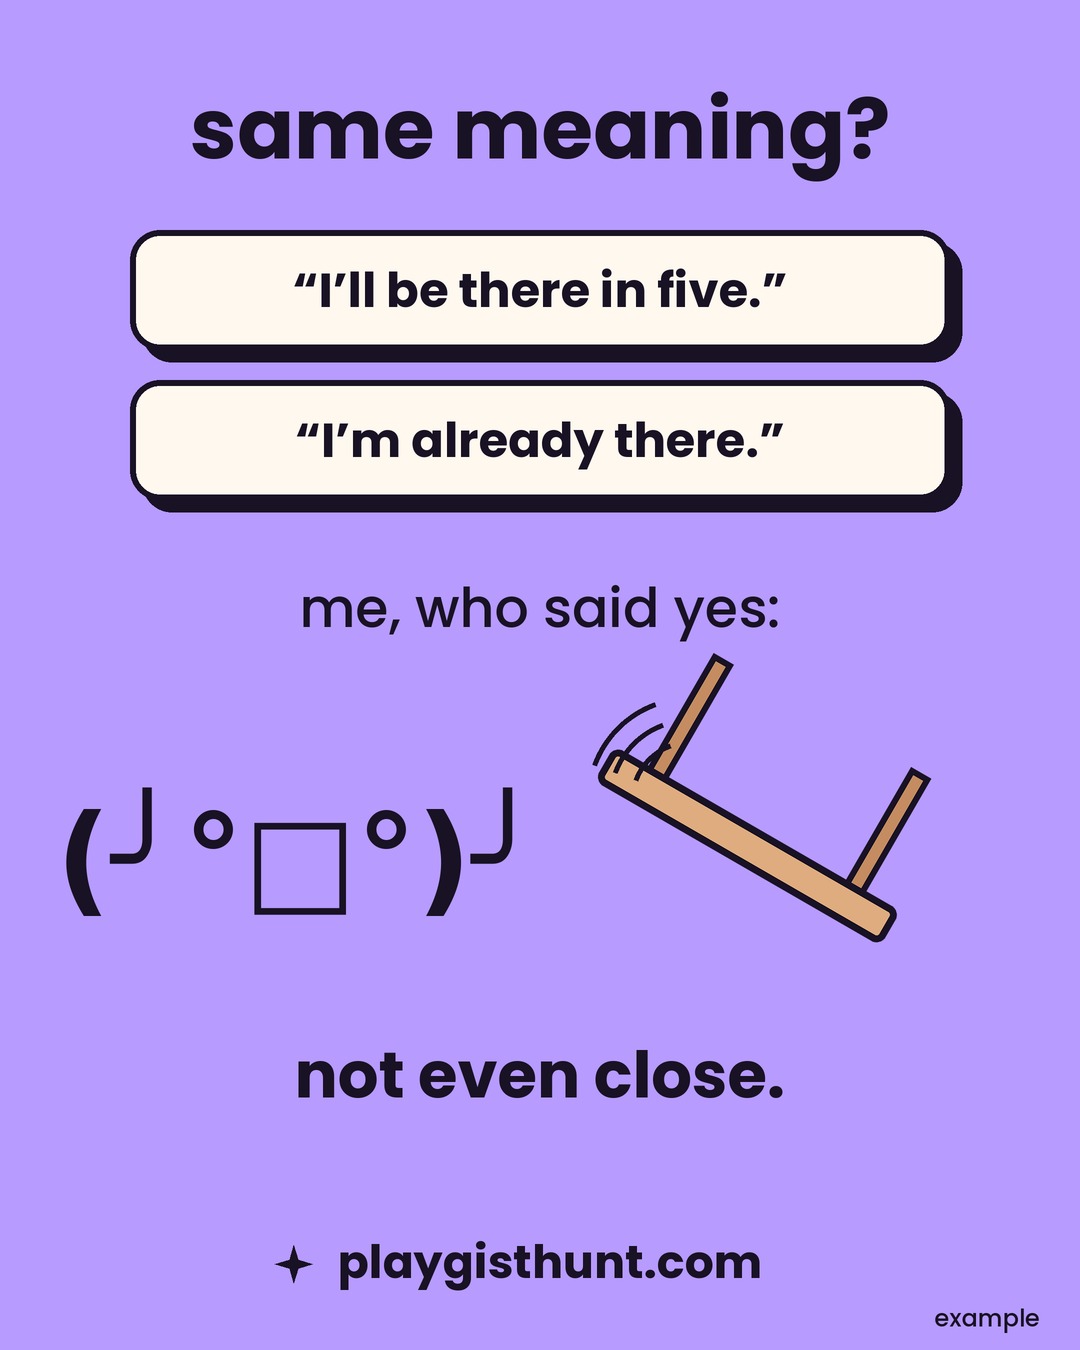 same meaning?
“I’ll be there in five.”
“I’m already there.”
me, who said yes:
(╯°□°)╯
not even close.
playgisthunt.com
example